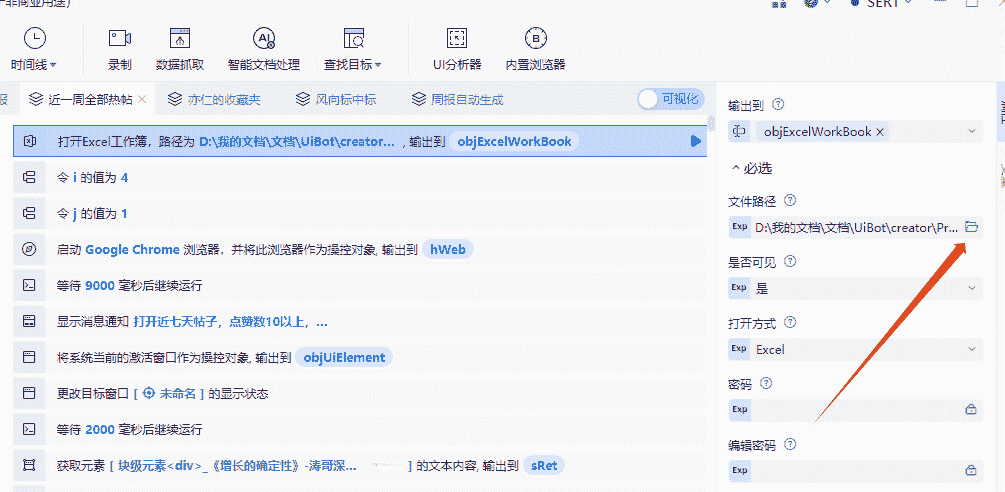 非商业用途)
SERT
时间线
录制
数据抓取
智能文档处理
查找目标
UI分析器
内置浏览器
报
近一周全部热帖
亦仁的收藏夹
风向标中标
周报自动生成
可视化
打开Excel工作簿，路径为 D:\我的文档\文档\UiBot\creator... , 输出到 objExcelWorkBook
令 i 的值为 4
令 j 的值为 1
启动 Google Chrome 浏览器，并将此浏览器作为操控对象, 输出到 hWeb
等待 9000 毫秒后继续运行
显示消息通知 打开近七天帖子，点赞数10以上，...
将系统当前的激活窗口作为操控对象, 输出到 objUiElement
更改目标窗口 [ 未命名 ] 的显示状态
等待 2000 毫秒后继续运行
获取元素 [ 块级元素<div>_《增长的确定性》-涛哥深... ] 的文本内容, 输出到 sRet
输出到
objExcelWorkBook
必选
文件路径
Exp D:\我的文档\文档\UiBot\creator\Pr...
是否可见
Exp 是
打开方式
Exp Excel
密码
Exp
编辑密码
Exp